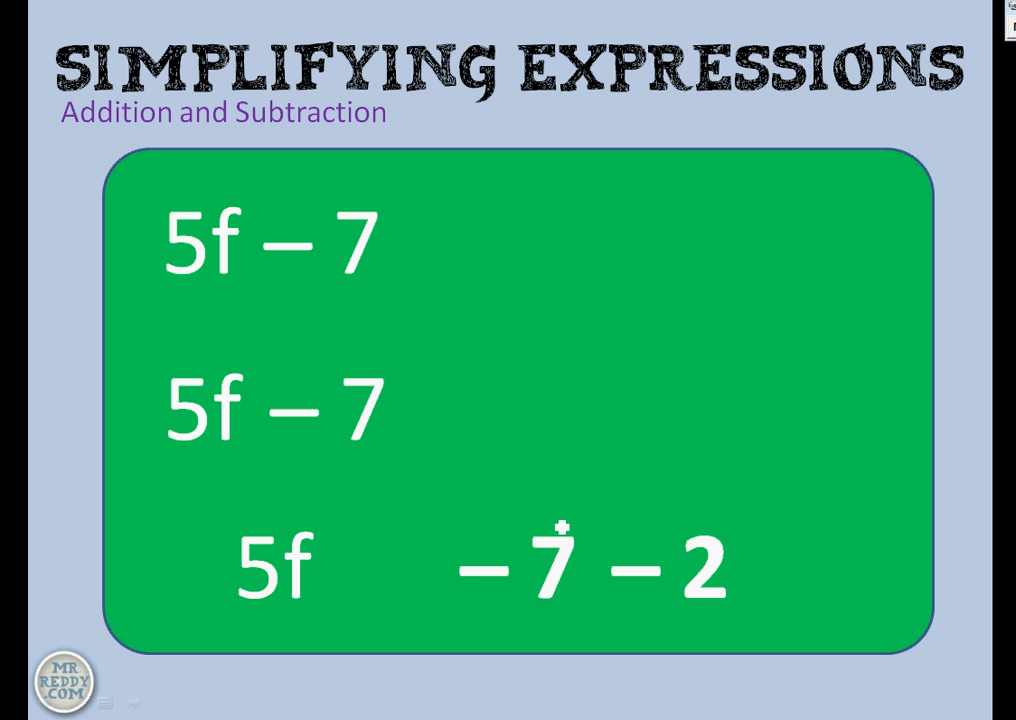 SIMPLIFYING EXPRESSIONS
Addition and Subtraction
5f – 7
5f – 7
5f – 7 – 2
MR
REDDY
.COM